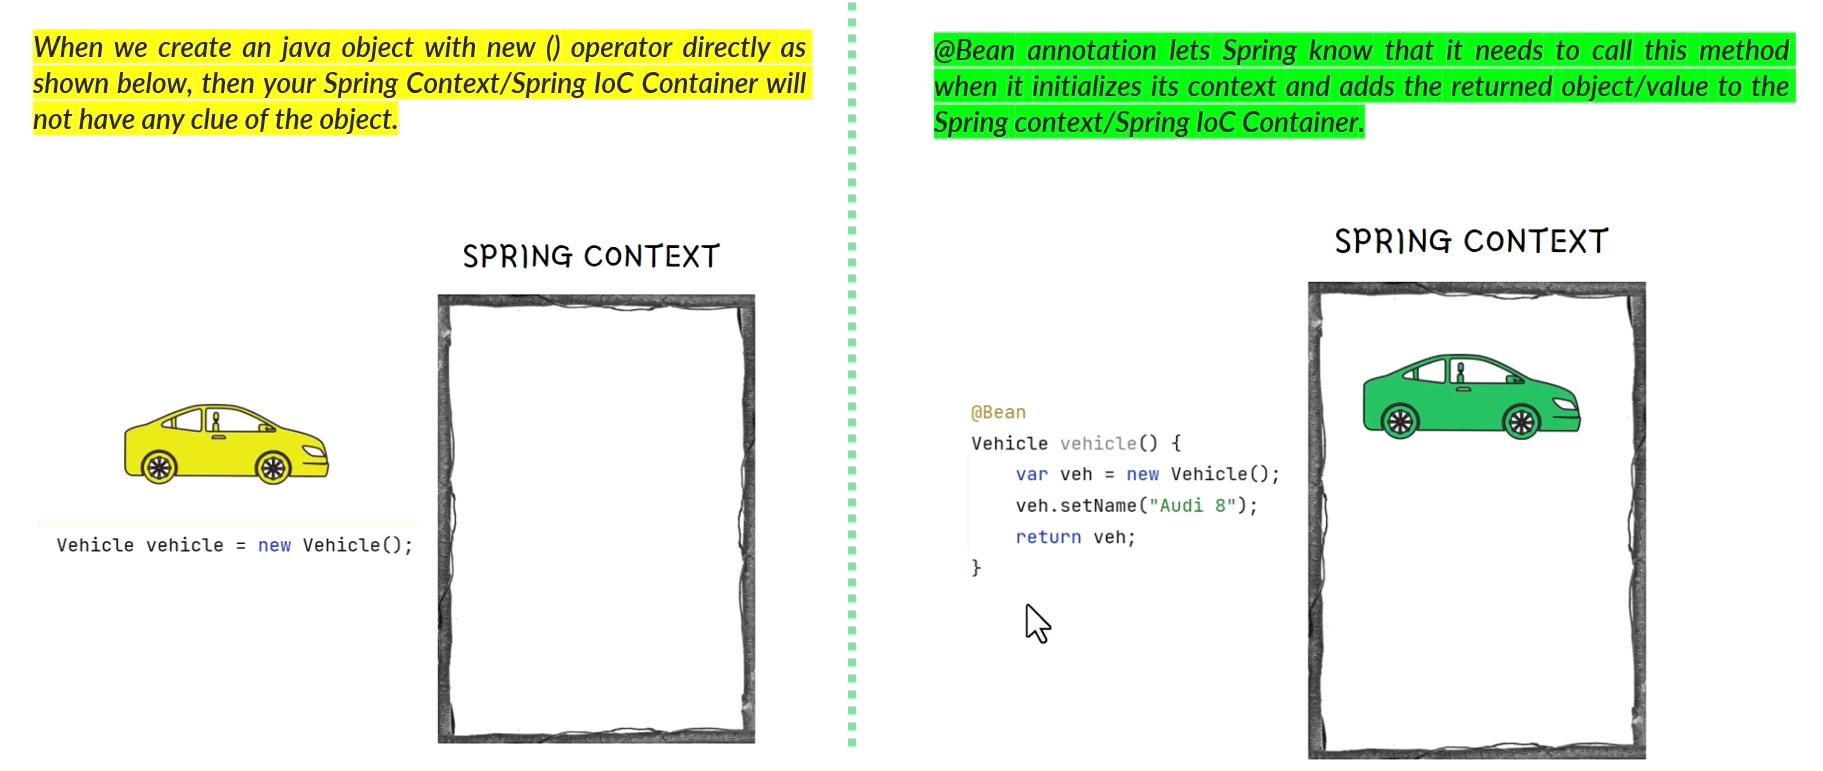 When we create an java object with new () operator directly as
shown below, then your Spring Context/Spring IoC Container will
not have any clue of the object.
SPRING CONTEXT
Vehicle vehicle = new Vehicle();
@Bean annotation lets Spring know that it needs to call this method
when it initializes its context and adds the returned object/value to the
Spring context/Spring IoC Container.
SPRING CONTEXT
@Bean
Vehicle vehicle() {
    var veh = new Vehicle();
    veh.setName("Audi 8");
    return veh;
}